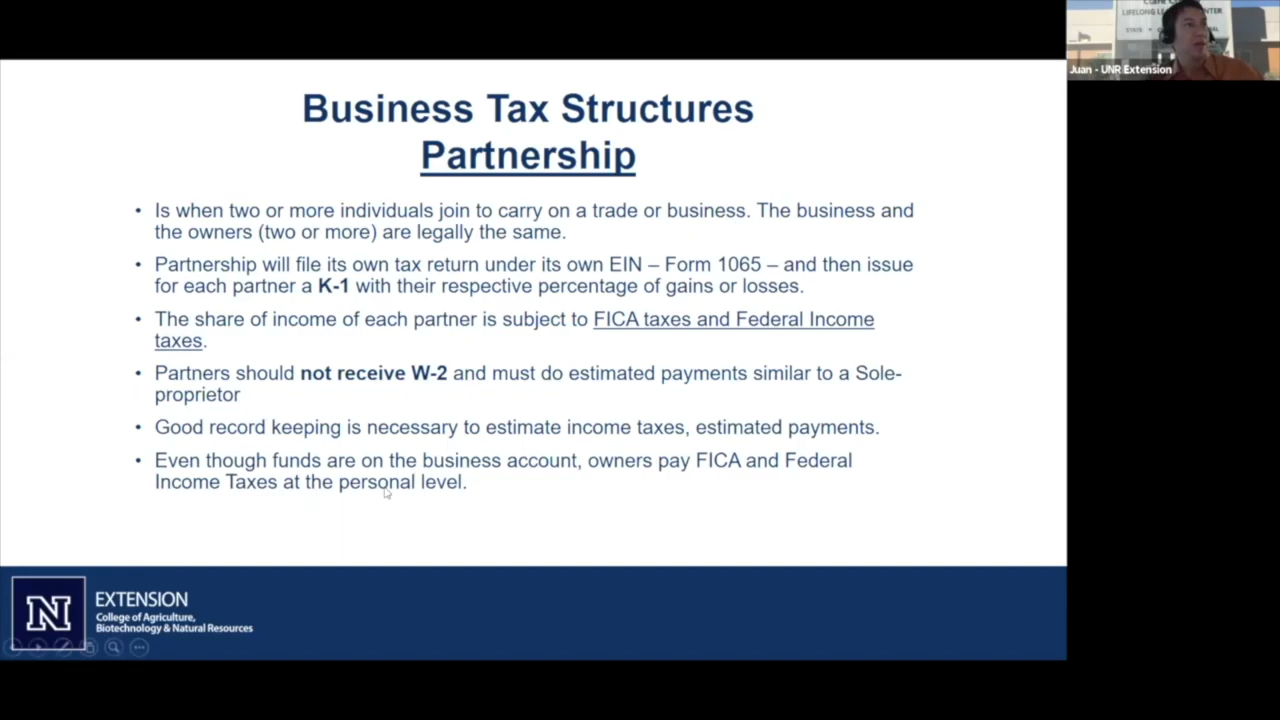 LIFELONG
Juan - UNR Extension
Business Tax Structures
Partnership
• Is when two or more individuals join to carry on a trade or business. The business and
the owners (two or more) are legally the same.
• Partnership will file its own tax return under its own EIN – Form 1065 – and then issue
for each partner a K-1 with their respective percentage of gains or losses.
• The share of income of each partner is subject to FICA taxes and Federal Income
taxes.
• Partners should not receive W-2 and must do estimated payments similar to a Sole-
proprietor
• Good record keeping is necessary to estimate income taxes, estimated payments.
• Even though funds are on the business account, owners pay FICA and Federal
Income Taxes at the personal level.
N
EXTENSION
College of Agriculture,
Biotechnology & Natural Resources